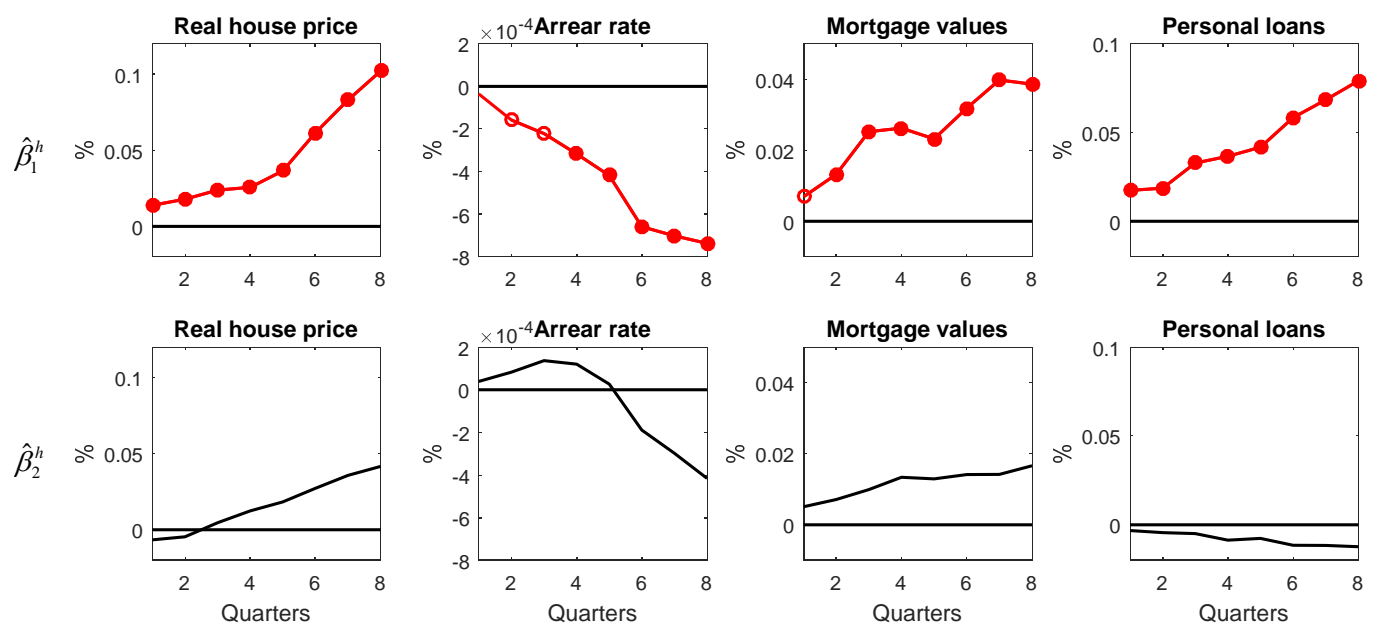 Real house price
×10⁻⁴ Arrear rate
Mortgage values
Personal loans
β̂₁ʰ
%
0.1
0.05
0
2 4 6 8
%
2
0
-2
-4
-6
-8
2 4 6 8
%
0.04
0.02
0
2 4 6 8
%
0.1
0.05
0
2 4 6 8
Real house price
×10⁻⁴ Arrear rate
Mortgage values
Personal loans
β̂₂ʰ
%
0.1
0.05
0
2 4 6 8
Quarters
%
2
0
-2
-4
-6
-8
2 4 6 8
Quarters
%
0.04
0.02
0
2 4 6 8
Quarters
%
0.1
0.05
0
2 4 6 8
Quarters